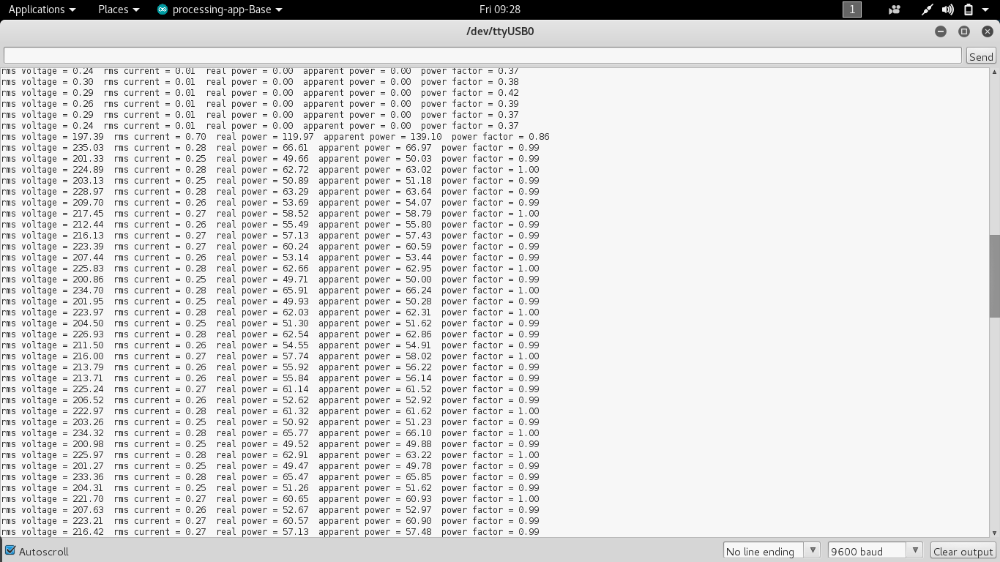 Applications Places processing-app-Base Fri 09:28 1
/dev/ttyUSB0
Send
rms voltage = 0.24 rms current = 0.01 real power = 0.00 apparent power = 0.00 power factor = 0.37
rms voltage = 0.30 rms current = 0.01 real power = 0.00 apparent power = 0.00 power factor = 0.38
rms voltage = 0.29 rms current = 0.01 real power = 0.00 apparent power = 0.00 power factor = 0.42
rms voltage = 0.26 rms current = 0.01 real power = 0.00 apparent power = 0.00 power factor = 0.39
rms voltage = 0.29 rms current = 0.01 real power = 0.00 apparent power = 0.00 power factor = 0.37
rms voltage = 0.24 rms current = 0.01 real power = 0.00 apparent power = 0.00 power factor = 0.37
rms voltage = 197.39 rms current = 0.70 real power = 119.97 apparent power = 139.10 power factor = 0.86
rms voltage = 235.03 rms current = 0.28 real power = 66.61 apparent power = 66.97 power factor = 0.99
rms voltage = 201.33 rms current = 0.25 real power = 49.66 apparent power = 50.03 power factor = 0.99
rms voltage = 224.89 rms current = 0.28 real power = 62.72 apparent power = 63.02 power factor = 1.00
rms voltage = 203.13 rms current = 0.25 real power = 50.89 apparent power = 51.18 power factor = 0.99
rms voltage = 228.97 rms current = 0.28 real power = 63.29 apparent power = 63.64 power factor = 0.99
rms voltage = 209.70 rms current = 0.26 real power = 53.69 apparent power = 54.07 power factor = 0.99
rms voltage = 217.45 rms current = 0.27 real power = 58.52 apparent power = 58.79 power factor = 1.00
rms voltage = 212.44 rms current = 0.26 real power = 55.49 apparent power = 55.80 power factor = 0.99
rms voltage = 216.13 rms current = 0.27 real power = 57.13 apparent power = 57.43 power factor = 0.99
rms voltage = 223.39 rms current = 0.27 real power = 60.24 apparent power = 60.59 power factor = 0.99
rms voltage = 207.44 rms current = 0.26 real power = 53.14 apparent power = 53.44 power factor = 0.99
rms voltage = 225.83 rms current = 0.28 real power = 62.66 apparent power = 62.95 power factor = 1.00
rms voltage = 200.86 rms current = 0.25 real power = 49.71 apparent power = 50.00 power factor = 0.99
rms voltage = 234.70 rms current = 0.28 real power = 65.91 apparent power = 66.24 power factor = 1.00
rms voltage = 201.95 rms current = 0.25 real power = 49.93 apparent power = 50.28 power factor = 0.99
rms voltage = 223.97 rms current = 0.28 real power = 62.03 apparent power = 62.31 power factor = 1.00
rms voltage = 204.50 rms current = 0.25 real power = 51.30 apparent power = 51.62 power factor = 0.99
rms voltage = 226.93 rms current = 0.28 real power = 62.54 apparent power = 62.86 power factor = 0.99
rms voltage = 211.50 rms current = 0.26 real power = 54.55 apparent power = 54.91 power factor = 0.99
rms voltage = 216.00 rms current = 0.27 real power = 57.74 apparent power = 58.02 power factor = 1.00
rms voltage = 213.79 rms current = 0.26 real power = 55.92 apparent power = 56.22 power factor = 0.99
rms voltage = 213.71 rms current = 0.26 real power = 55.84 apparent power = 56.14 power factor = 0.99
rms voltage = 225.24 rms current = 0.27 real power = 61.14 apparent power = 61.52 power factor = 0.99
rms voltage = 206.52 rms current = 0.26 real power = 52.62 apparent power = 52.92 power factor = 0.99
rms voltage = 222.97 rms current = 0.28 real power = 61.32 apparent power = 61.62 power factor = 1.00
rms voltage = 203.26 rms current = 0.25 real power = 50.92 apparent power = 51.23 power factor = 0.99
rms voltage = 234.32 rms current = 0.28 real power = 65.77 apparent power = 66.10 power factor = 1.00
rms voltage = 200.98 rms current = 0.25 real power = 49.52 apparent power = 49.88 power factor = 0.99
rms voltage = 225.97 rms current = 0.28 real power = 62.91 apparent power = 63.22 power factor = 1.00
rms voltage = 201.27 rms current = 0.25 real power = 49.47 apparent power = 49.78 power factor = 0.99
rms voltage = 233.36 rms current = 0.28 real power = 65.47 apparent power = 65.85 power factor = 0.99
rms voltage = 204.31 rms current = 0.25 real power = 51.26 apparent power = 51.62 power factor = 0.99
rms voltage = 221.70 rms current = 0.27 real power = 60.65 apparent power = 60.93 power factor = 1.00
rms voltage = 207.63 rms current = 0.26 real power = 52.67 apparent power = 52.97 power factor = 0.99
rms voltage = 223.21 rms current = 0.27 real power = 60.57 apparent power = 60.90 power factor = 0.99
rms voltage = 216.42 rms current = 0.27 real power = 57.13 apparent power = 57.48 power factor = 0.99
Autoscroll No line ending 9600 baud Clear output